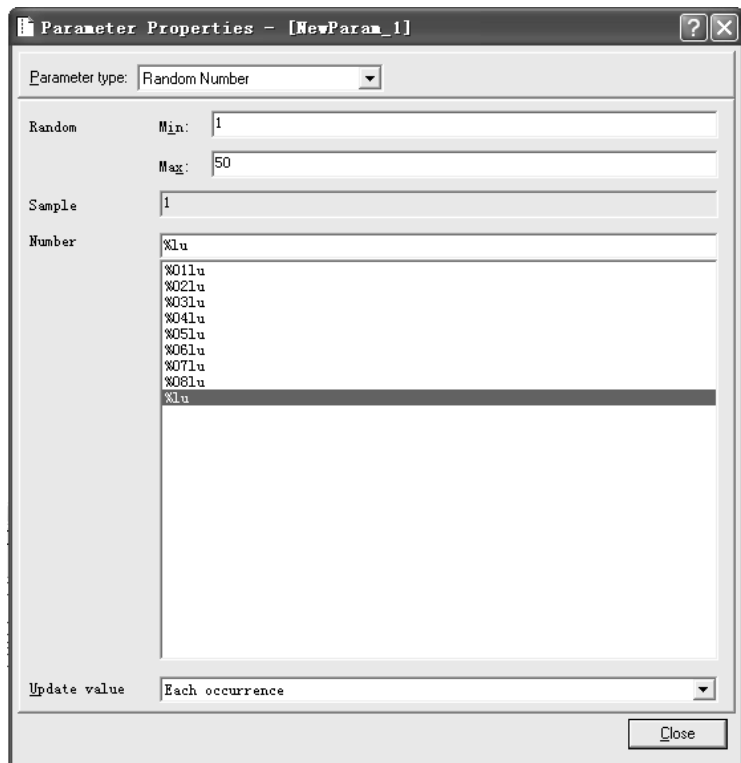 Parameter Properties - [NewParam_1]
Parameter type: Random Number
Random Min: 1
Max: 50
Sample 1
Number %lu
%01lu
%02lu
%03lu
%04lu
%05lu
%06lu
%07lu
%08lu
%lu
Update value Each occurrence
Close